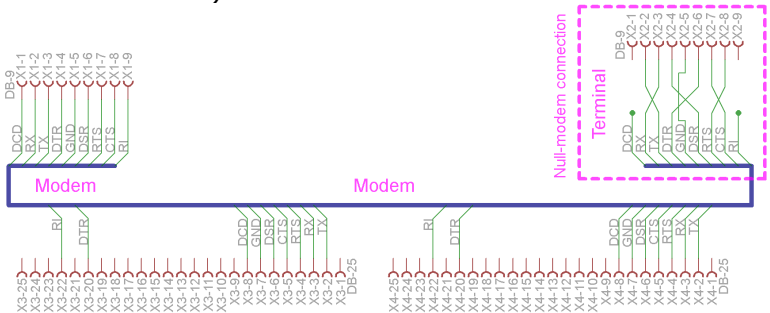 DB-9
X1-1
X1-2
X1-3
X1-4
X1-5
X1-6
X1-7
X1-8
X1-9
DCD
RX
TX
DTR
GND
DSR
RTS
CTS
RI
Null-modem connection
Terminal
DB-9
X2-1
X2-2
X2-3
X2-4
X2-5
X2-6
X2-7
X2-8
X2-9
DCD
RX
TX
DTR
GND
DSR
RTS
CTS
RI
Modem
Modem
RI
DTR
DCD
GND
DSR
CTS
RTS
RX
TX
RI
DTR
DCD
GND
DSR
CTS
RTS
RX
TX
X3-25
X3-24
X3-23
X3-22
X3-21
X3-20
X3-19
X3-18
X3-17
X3-16
X3-15
X3-14
X3-13
X3-12
X3-11
X3-10
X3-9
X3-8
X3-7
X3-6
X3-5
X3-4
X3-3
X3-2
X3-1
DB-25
X4-25
X4-24
X4-23
X4-22
X4-21
X4-20
X4-19
X4-18
X4-17
X4-16
X4-15
X4-14
X4-13
X4-12
X4-11
X4-10
X4-9
X4-8
X4-7
X4-6
X4-5
X4-4
X4-3
X4-2
X4-1
DB-25